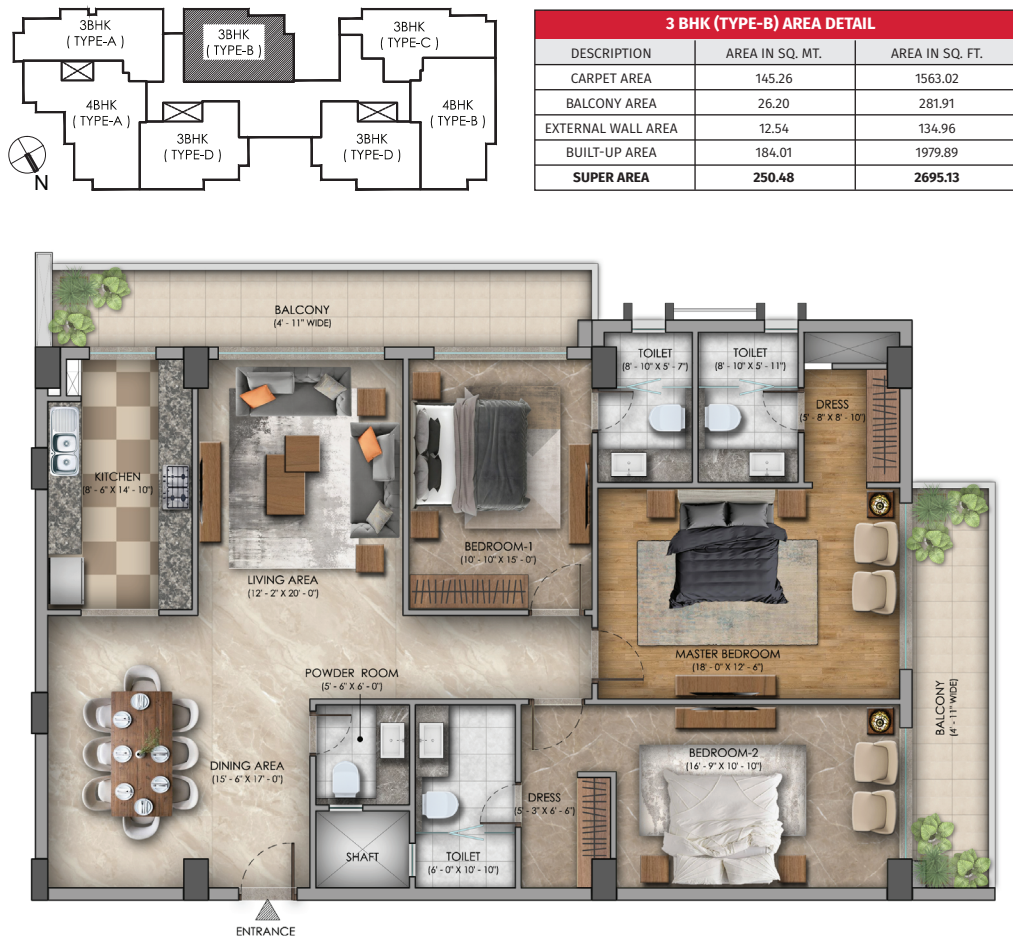 3BHK
( TYPE-A )
3BHK
( TYPE-B )
3BHK
( TYPE-C )
4BHK
( TYPE-A )
4BHK
( TYPE-B )
3BHK
( TYPE-D )
3BHK
( TYPE-D )
N
3 BHK (TYPE-B) AREA DETAIL
DESCRIPTION AREA IN SQ. MT. AREA IN SQ. FT.
CARPET AREA 145.26 1563.02
BALCONY AREA 26.20 281.91
EXTERNAL WALL AREA 12.54 134.96
BUILT-UP AREA 184.01 1979.89
SUPER AREA 250.48 2695.13
BALCONY
(4' - 11" WIDE)
TOILET
(8' - 10" X 5' - 7")
TOILET
(8' - 10" X 5' - 11")
DRESS
(5' - 8" X 8' - 10")
KITCHEN
(8' - 6" X 14' - 10")
BEDROOM-1
(10' - 10" X 15' - 0")
LIVING AREA
(12' - 2" X 20' - 0")
MASTER BEDROOM
(18' - 0" X 12' - 6")
POWDER ROOM
(5' - 6" X 6' - 0")
BALCONY
(4' - 11" WIDE)
DINING AREA
(15' - 6" X 17' - 0")
BEDROOM-2
(16' - 9" X 10' - 10")
DRESS
(5' - 3" X 6' - 6")
SHAFT
TOILET
(6' - 0" X 10' - 10")
ENTRANCE